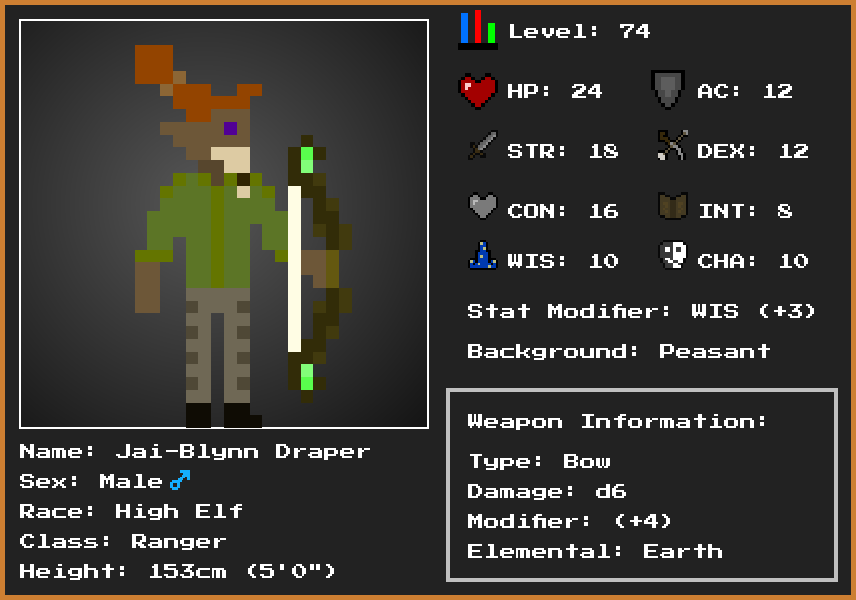 Level: 74
HP: 24 AC: 12
STR: 18 DEX: 12
CON: 16 INT: 8
WIS: 10 CHA: 10
Stat Modifier: WIS (+3)
Background: Peasant
Weapon Information:
Type: Bow
Damage: d6
Modifier: (+4)
Elemental: Earth
Name: Jai-Blynn Draper
Sex: Male ♂
Race: High Elf
Class: Ranger
Height: 153cm (5'0")